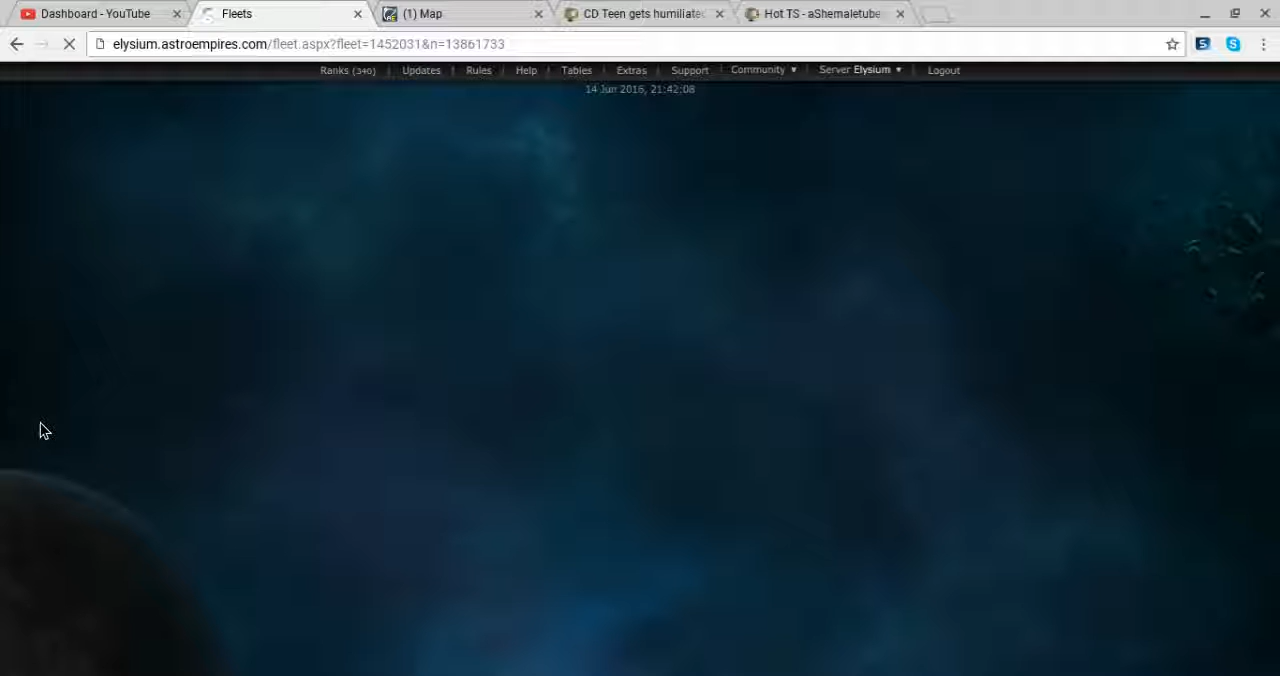 Dashboard - YouTube
Fleets
(1) Map
CD Teen gets humiliated
Hot TS - aShemaletube
elysium.astroempires.com/fleet.aspx?fleet=1452031&n=13861733
Ranks (340) | Updates | Rules | Help | Tables | Extras | Support | Community ▼ | Server Elysium ▼ | Logout
14 Jun 2016, 21:42:08